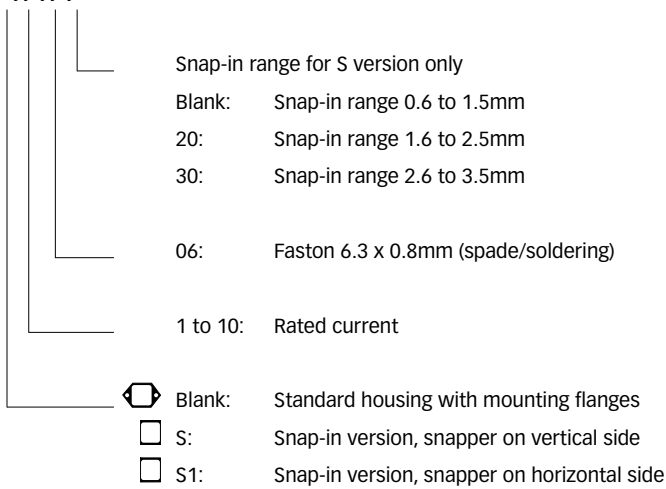 Snap-in range for S version only
Blank: Snap-in range 0.6 to 1.5mm
20: Snap-in range 1.6 to 2.5mm
30: Snap-in range 2.6 to 3.5mm
06: Faston 6.3 x 0.8mm (spade/soldering)
1 to 10: Rated current
Blank: Standard housing with mounting flanges
S: Snap-in version, snapper on vertical side
S1: Snap-in version, snapper on horizontal side